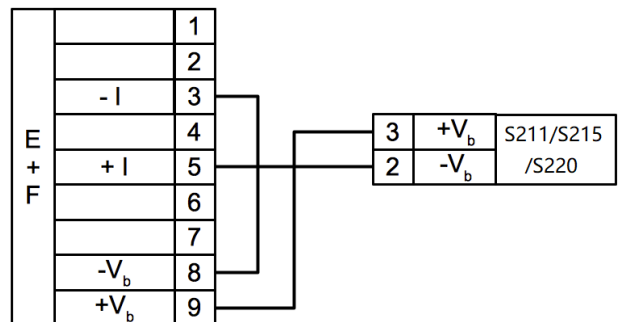 E
+
F
1
2
- I 3
4
+ I 5
6
7
-Vb 8
+Vb 9
3 +Vb S211/S215
2 -Vb /S220